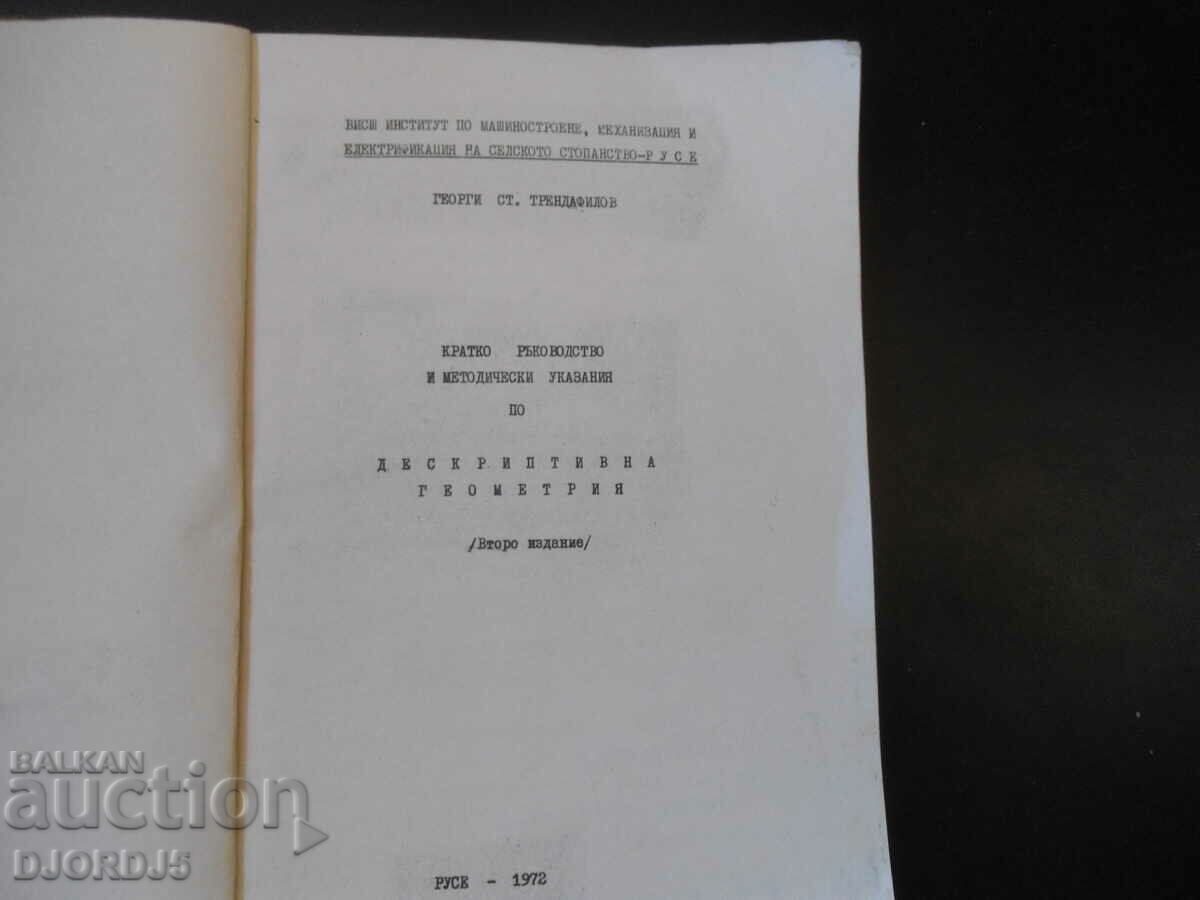 ВИСШ ИНСТИТУТ ПО МАШИНОСТРОЕНЕ, МЕХАНИЗАЦИЯ И
ЕЛЕКТРИФИКАЦИЯ НА СЕЛСКОТО СТОПАНСТВО-Р У С Е
ГЕОРГИ СТ. ТРЕНДАФИЛОВ
КРАТКО РЪКОВОДСТВО
И МЕТОДИЧЕСКИ УКАЗАНИЯ
ПО
Д Е С К Р И П Т И В Н А
Г Е О М Е Т Р И Я
/Второ издание/
РУСЕ - 1972
BALKAN
auction
DJORDJ5